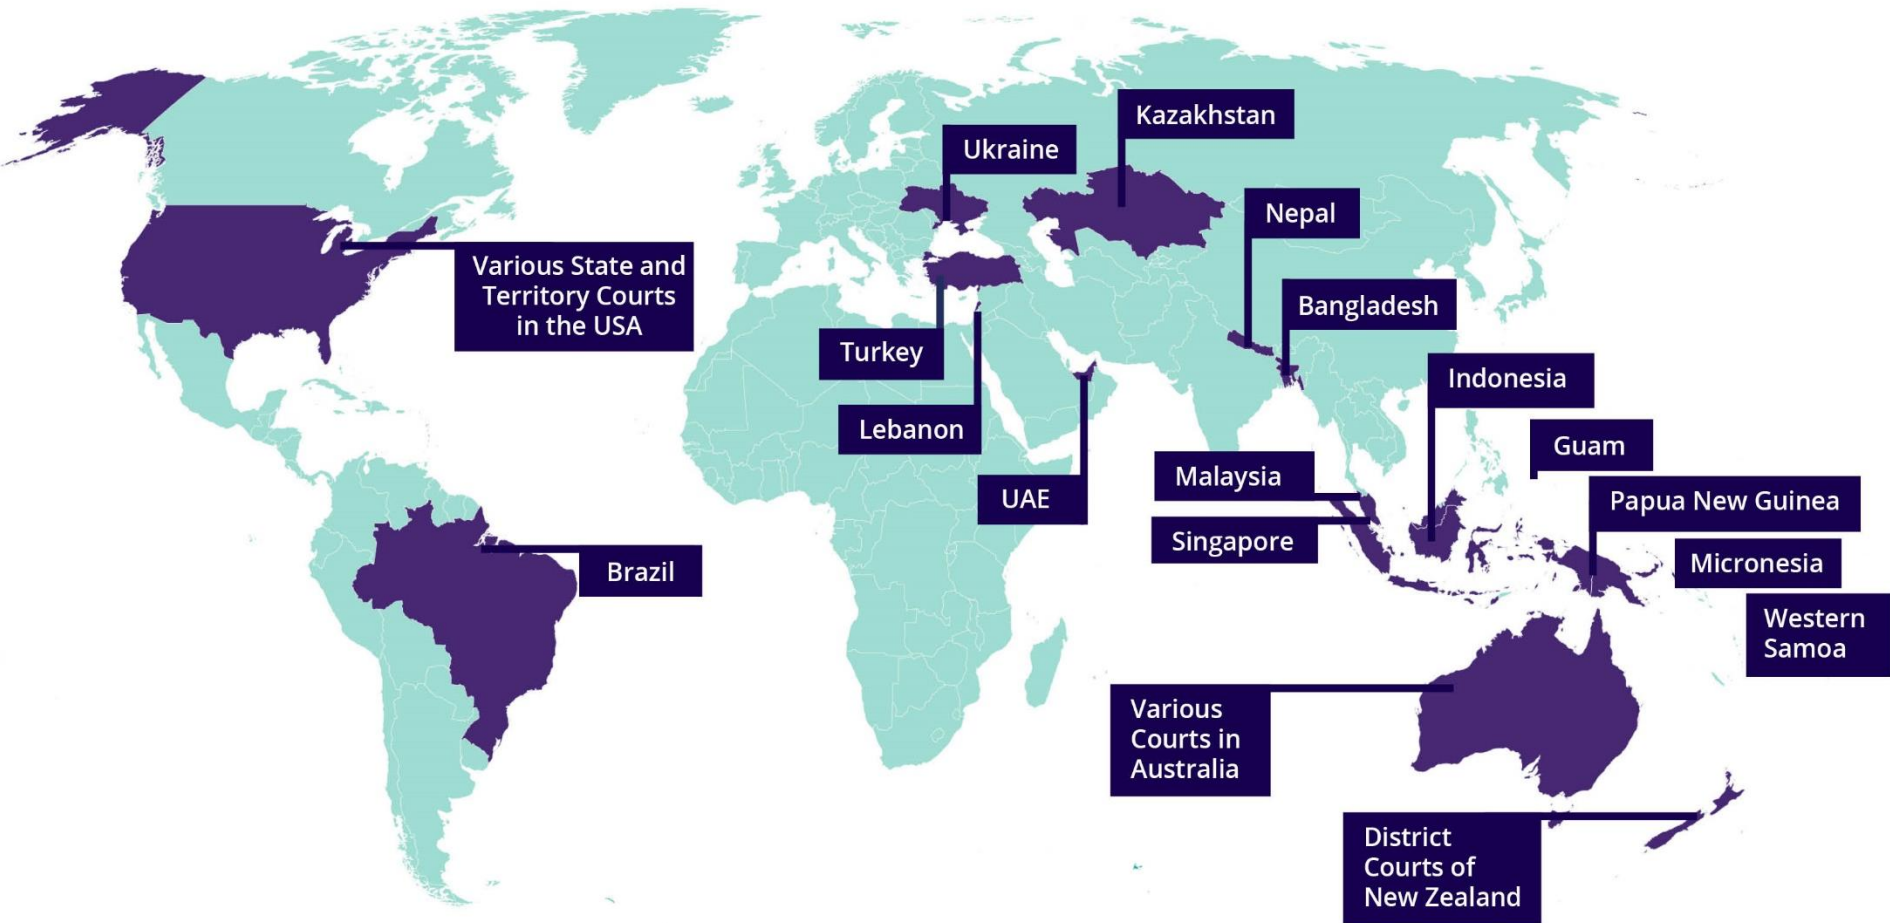 Kazakhstan
Ukraine
Nepal
Various State and
Territory Courts
in the USA
Bangladesh
Turkey
Indonesia
Lebanon
Guam
Malaysia
UAE
Papua New Guinea
Singapore
Micronesia
Brazil
Western
Samoa
Various
Courts in
Australia
District
Courts of
New Zealand